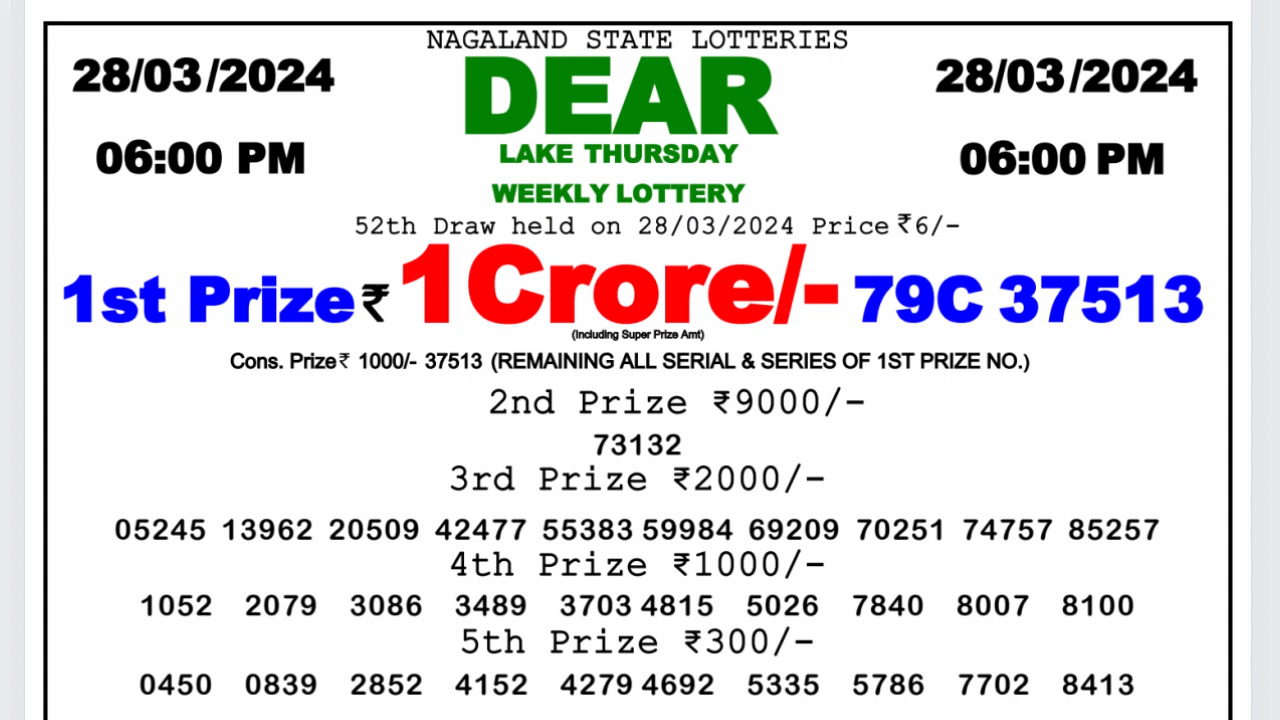 NAGALAND STATE LOTTERIES
28/03/2024 DEAR 28/03/2024
06:00 PM LAKE THURSDAY 06:00 PM
WEEKLY LOTTERY
52th Draw held on 28/03/2024 Price ₹6/-
1st Prize ₹ 1Crore/- 79C 37513
(Including Super Prize Amt)
Cons. Prize ₹ 1000/- 37513 (REMAINING ALL SERIAL & SERIES OF 1ST PRIZE NO.)
2nd Prize ₹9000/-
73132
3rd Prize ₹2000/-
05245 13962 20509 42477 55383 59984 69209 70251 74757 85257
4th Prize ₹1000/-
1052 2079 3086 3489 3703 4815 5026 7840 8007 8100
5th Prize ₹300/-
0450 0839 2852 4152 4279 4692 5335 5786 7702 8413